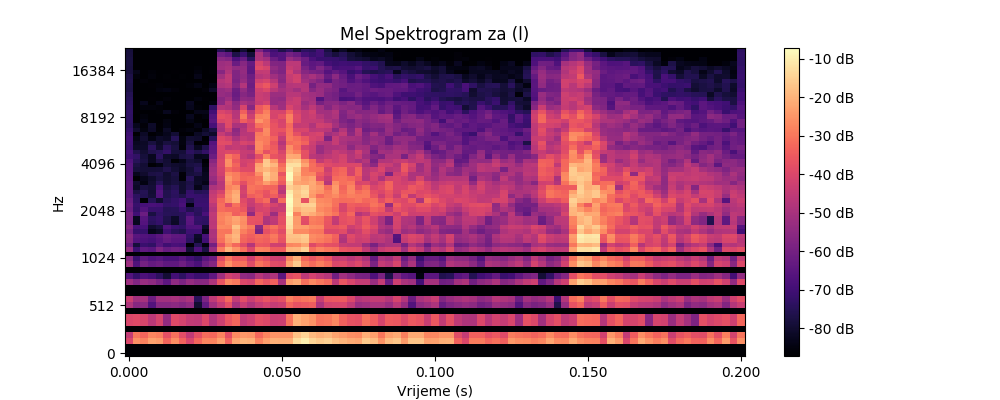 Mel Spektrogram za (l)
Hz
16384
8192
4096
2048
1024
512
0
0.000 0.050 0.100 0.150 0.200
Vrijeme (s)
-10 dB
-20 dB
-30 dB
-40 dB
-50 dB
-60 dB
-70 dB
-80 dB